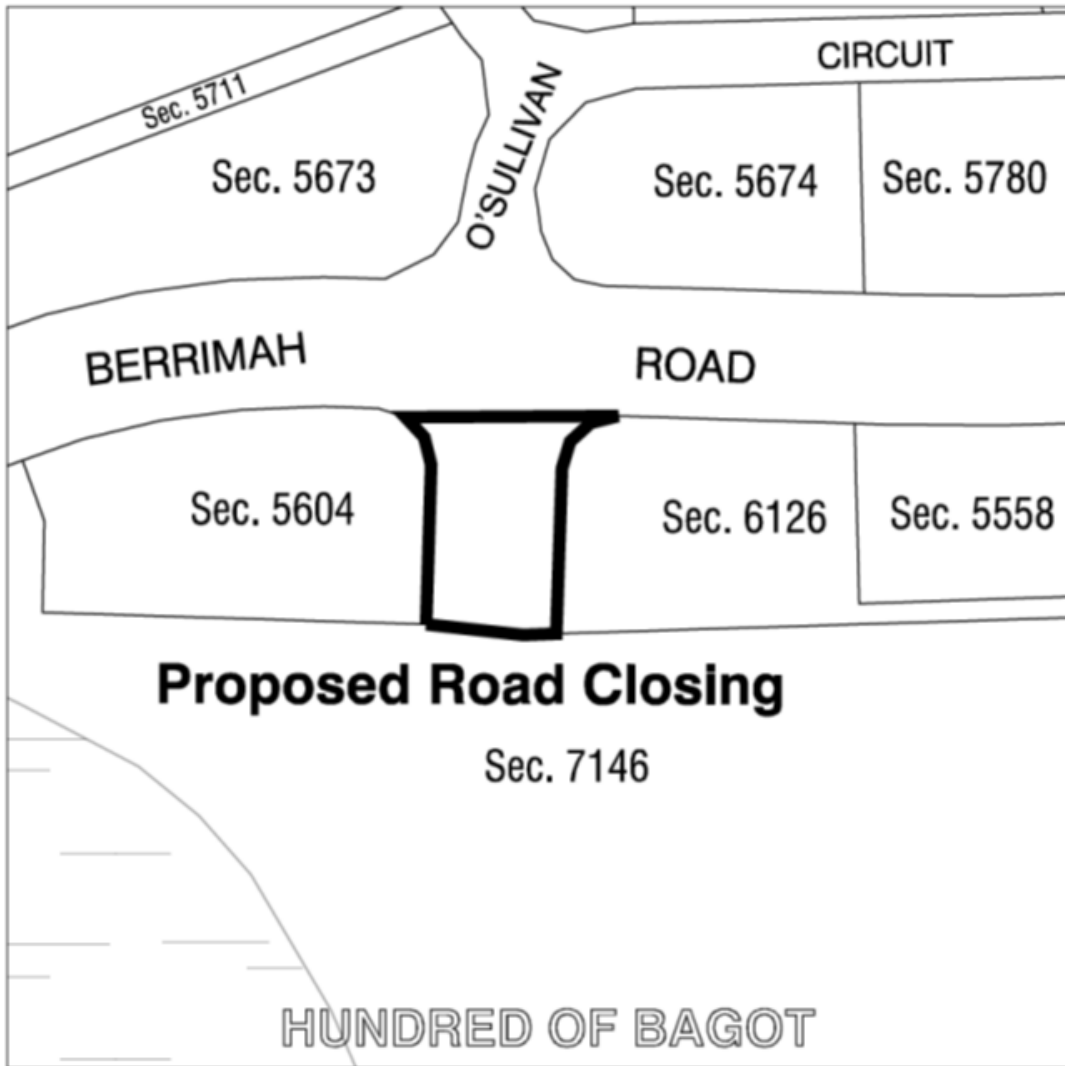 CIRCUIT
Sec. 5711
O'SULLIVAN
Sec. 5673
Sec. 5674
Sec. 5780
BERRIMAH
ROAD
Sec. 5604
Sec. 6126
Sec. 5558
Proposed Road Closing
Sec. 7146
HUNDRED OF BAGOT